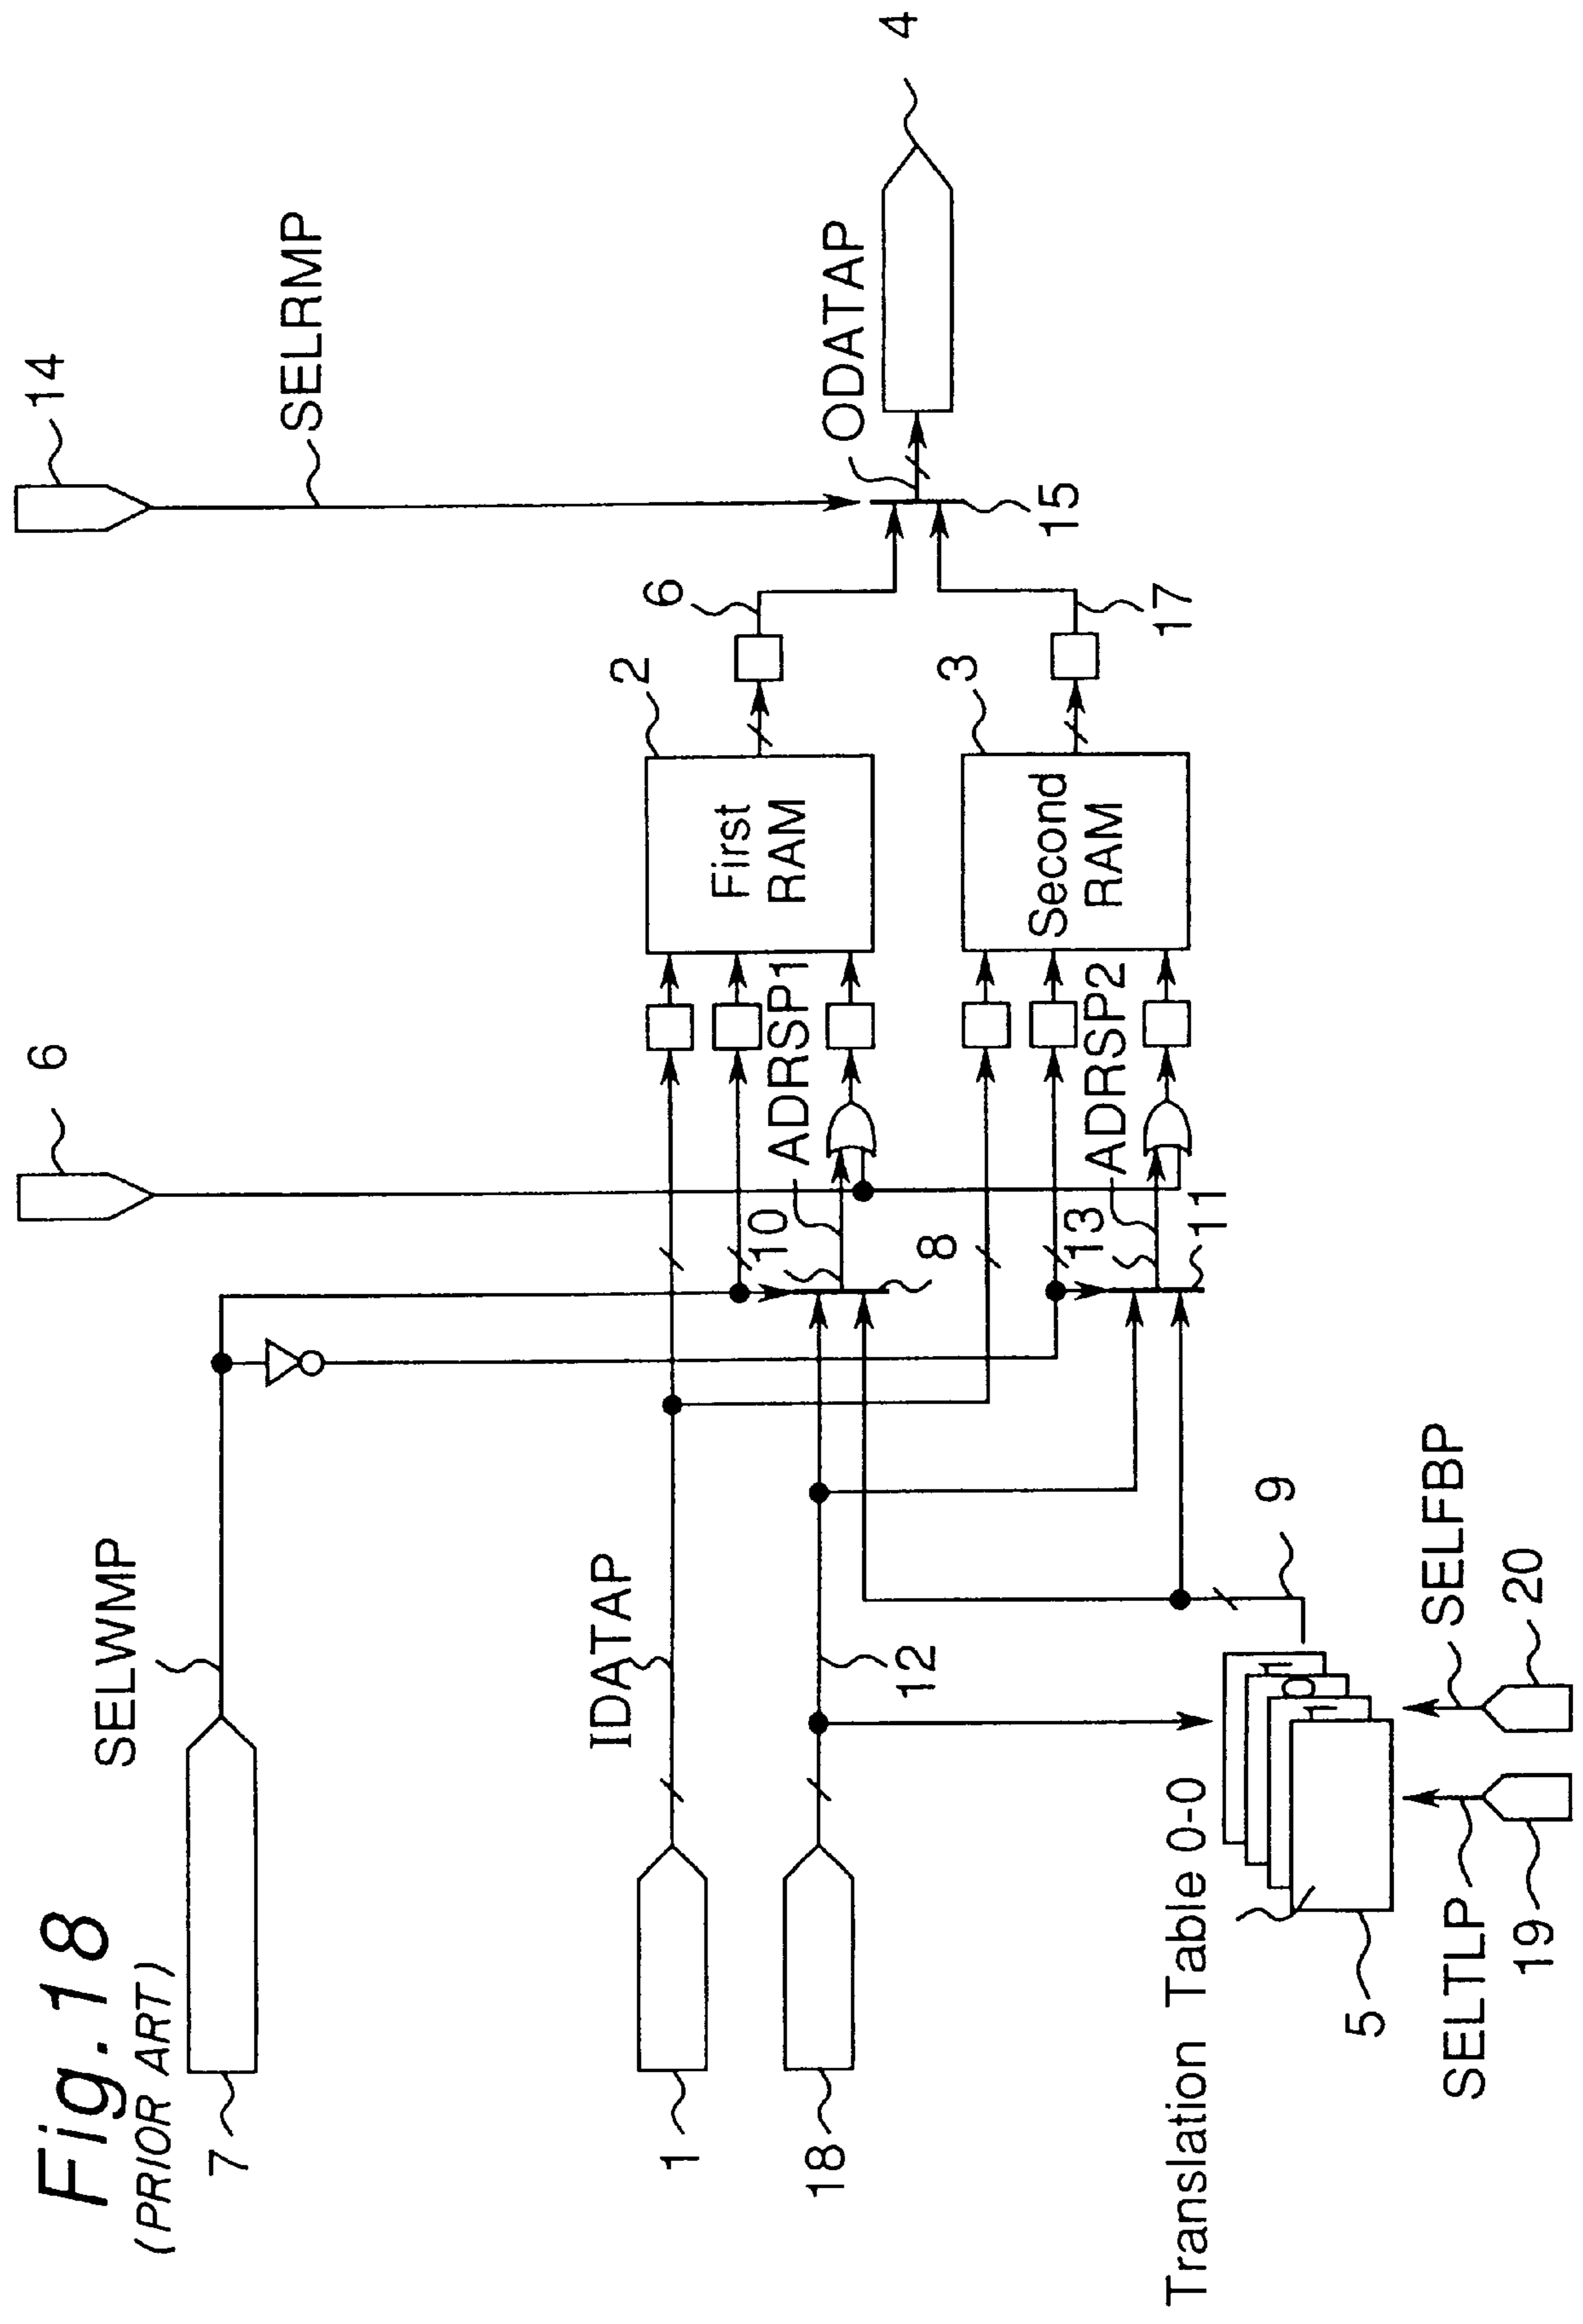 Fig.18
(PRIOR ART)
7
SELWMP
6
14
SELRMP
1
IDATAP
2
First
RAM
6
ODATAP
4
18
12
10
ADRSP1
8
3
Second
RAM
15
17
13
ADRSP2
11
Translation Table 0-0
9
5
SELTLP
19
SELFBP
20